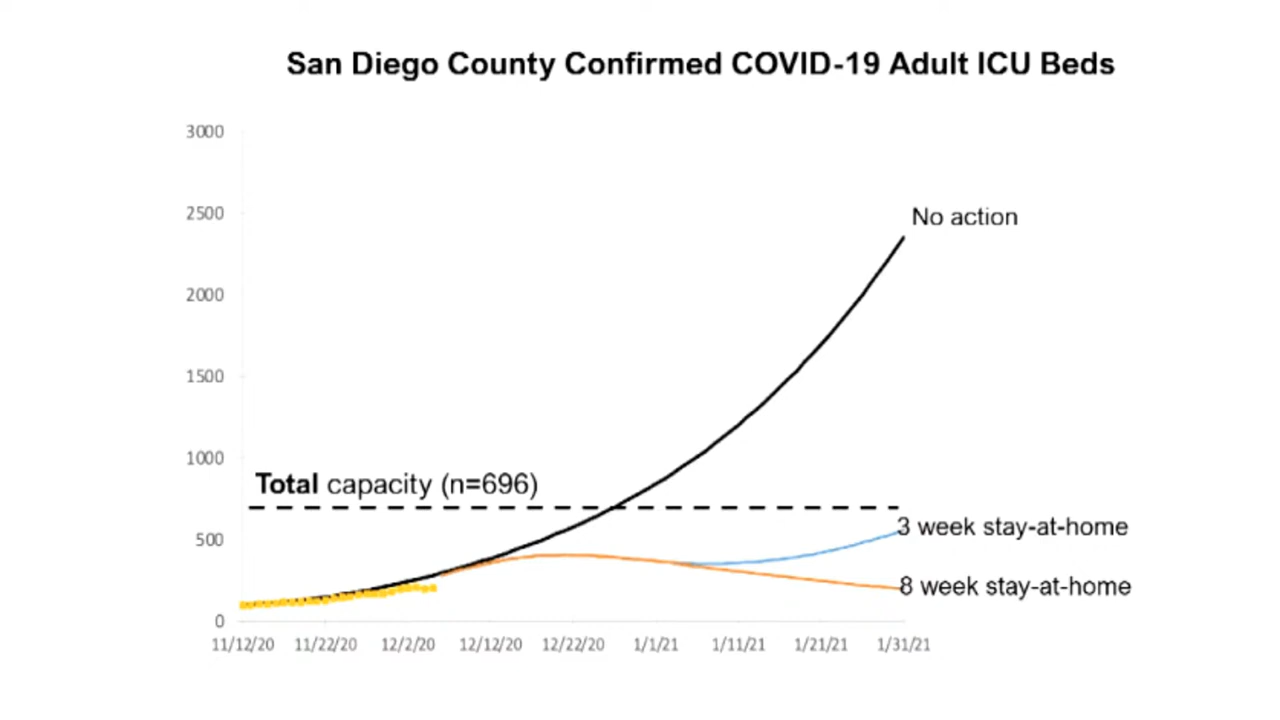 San Diego County Confirmed COVID-19 Adult ICU Beds
3000
2500
No action
2000
1500
1000
Total capacity (n=696)
500
3 week stay-at-home
8 week stay-at-home
0
11/12/20 11/22/20 12/2/20 12/12/20 12/22/20 1/1/21 1/11/21 1/21/21 1/31/21